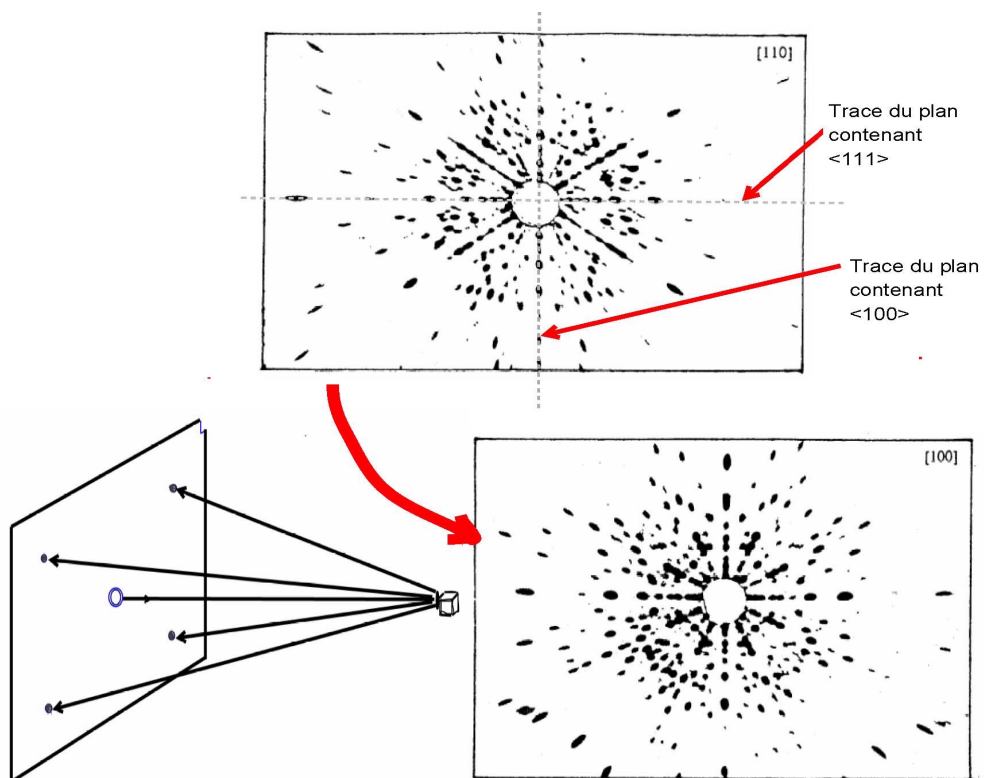 [110]
Trace du plan
contenant
<111>
Trace du plan
contenant
<100>
[100]